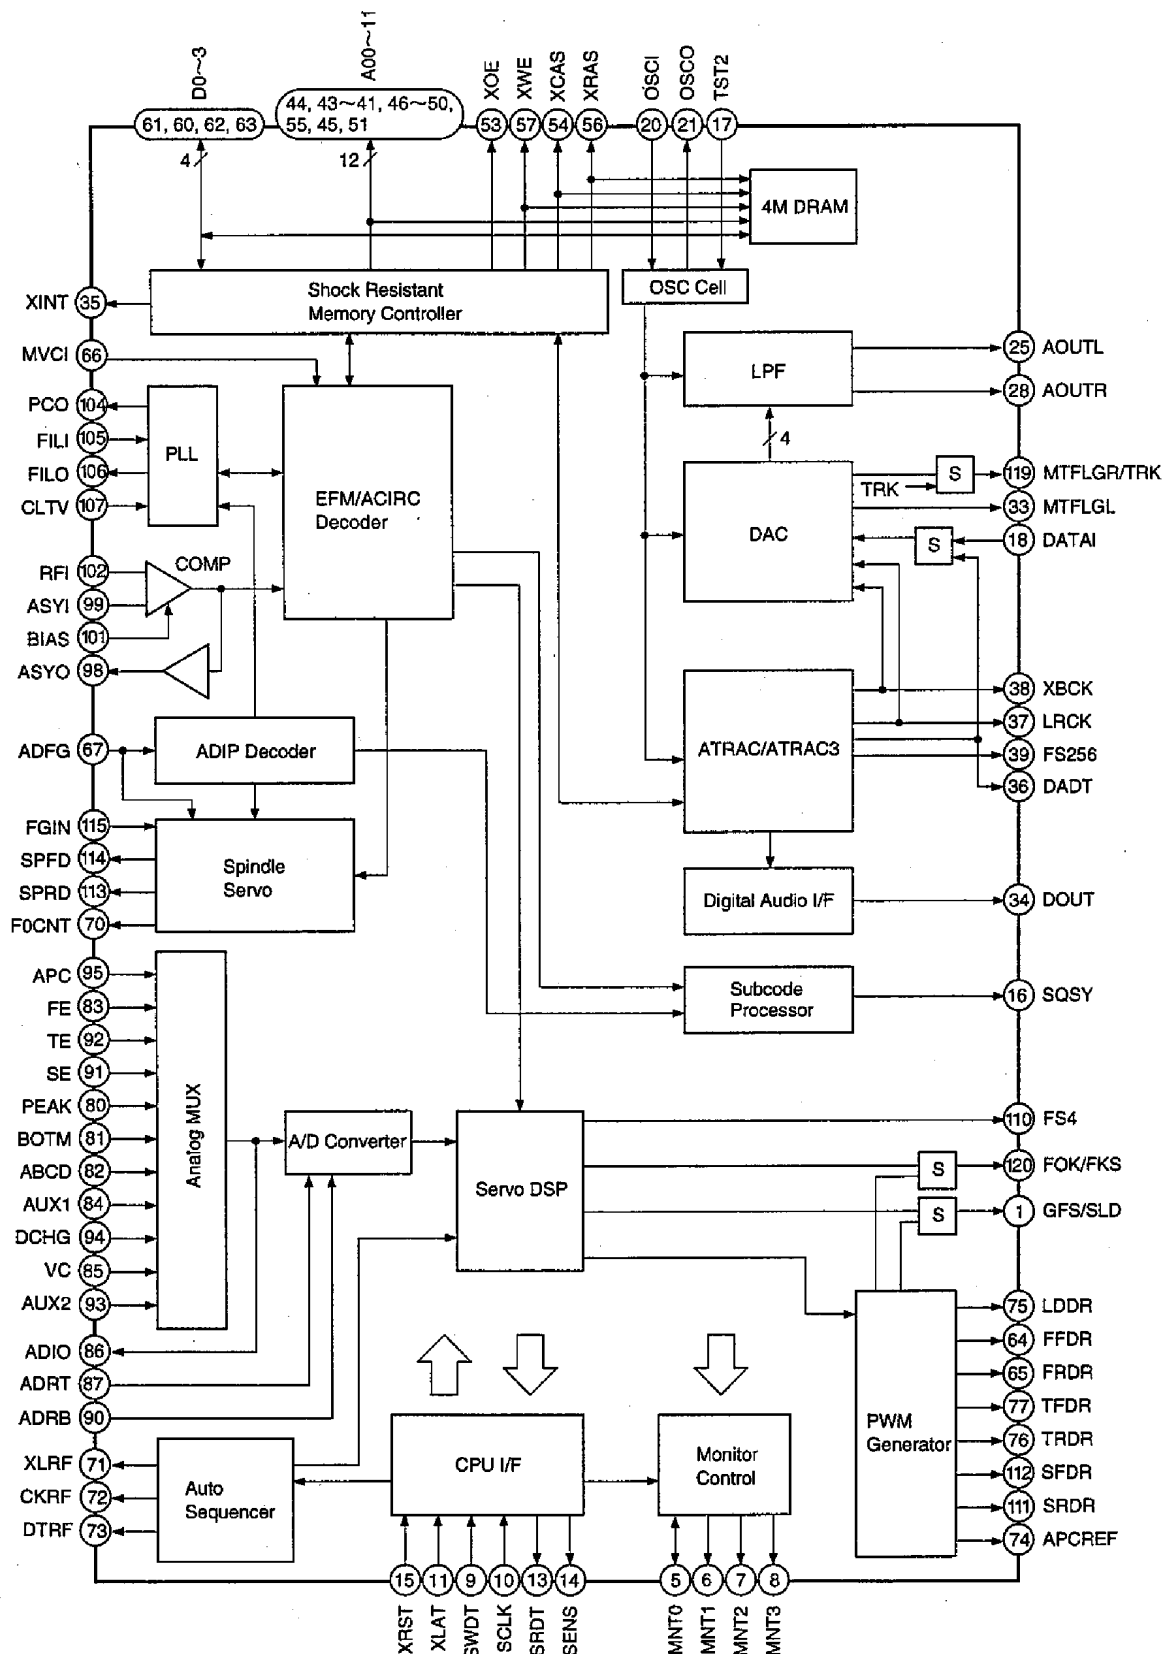 D0~3
A00~11
XOE
XWE
XCAS
XRAS
OSCI
OSCO
TST2
61, 60, 62, 63
44, 43~41, 46~50,
55, 45, 51
53
57
54
56
20
21
17
4
12
4M DRAM
Shock Resistant
Memory Controller
OSC Cell
XINT 35
MVCI 66
PCO 104
FILI 105
FILO 106
CLTV 107
PLL
EFM/ACIRC
Decoder
LPF
4
25 AOUTL
28 AOUTR
DAC
TRK
S
119 MTFLGR/TRK
33 MTFLGL
S
18 DATAI
COMP
RFI 102
ASYI 99
BIAS 101
ASYO 98
ATRAC/ATRAC3
38 XBCK
37 LRCK
39 FS256
36 DADT
ADFG 67
ADIP Decoder
FGIN 115
SPFD 114
SPRD 113
F0CNT 70
Spindle
Servo
Digital Audio I/F
34 DOUT
Subcode
Processor
16 SQSY
APC 95
FE 83
TE 92
SE 91
PEAK 80
BOTM 81
ABCD 82
AUX1 84
DCHG 94
VC 85
AUX2 93
ADIO 86
ADRT 87
ADRB 90
Analog MUX
A/D Converter
Servo DSP
110 FS4
S
120 FOK/FKS
S
1 GFS/SLD
PWM
Generator
75 LDDR
64 FFDR
65 FRDR
77 TFDR
76 TRDR
112 SFDR
111 SRDR
74 APCREF
XLRF 71
CKRF 72
DTRF 73
Auto
Sequencer
CPU I/F
Monitor
Control
15
11
9
10
13
14
5
6
7
8
XRST
XLAT
SWDT
SCLK
SRDT
SENS
MNT0
MNT1
MNT2
MNT3